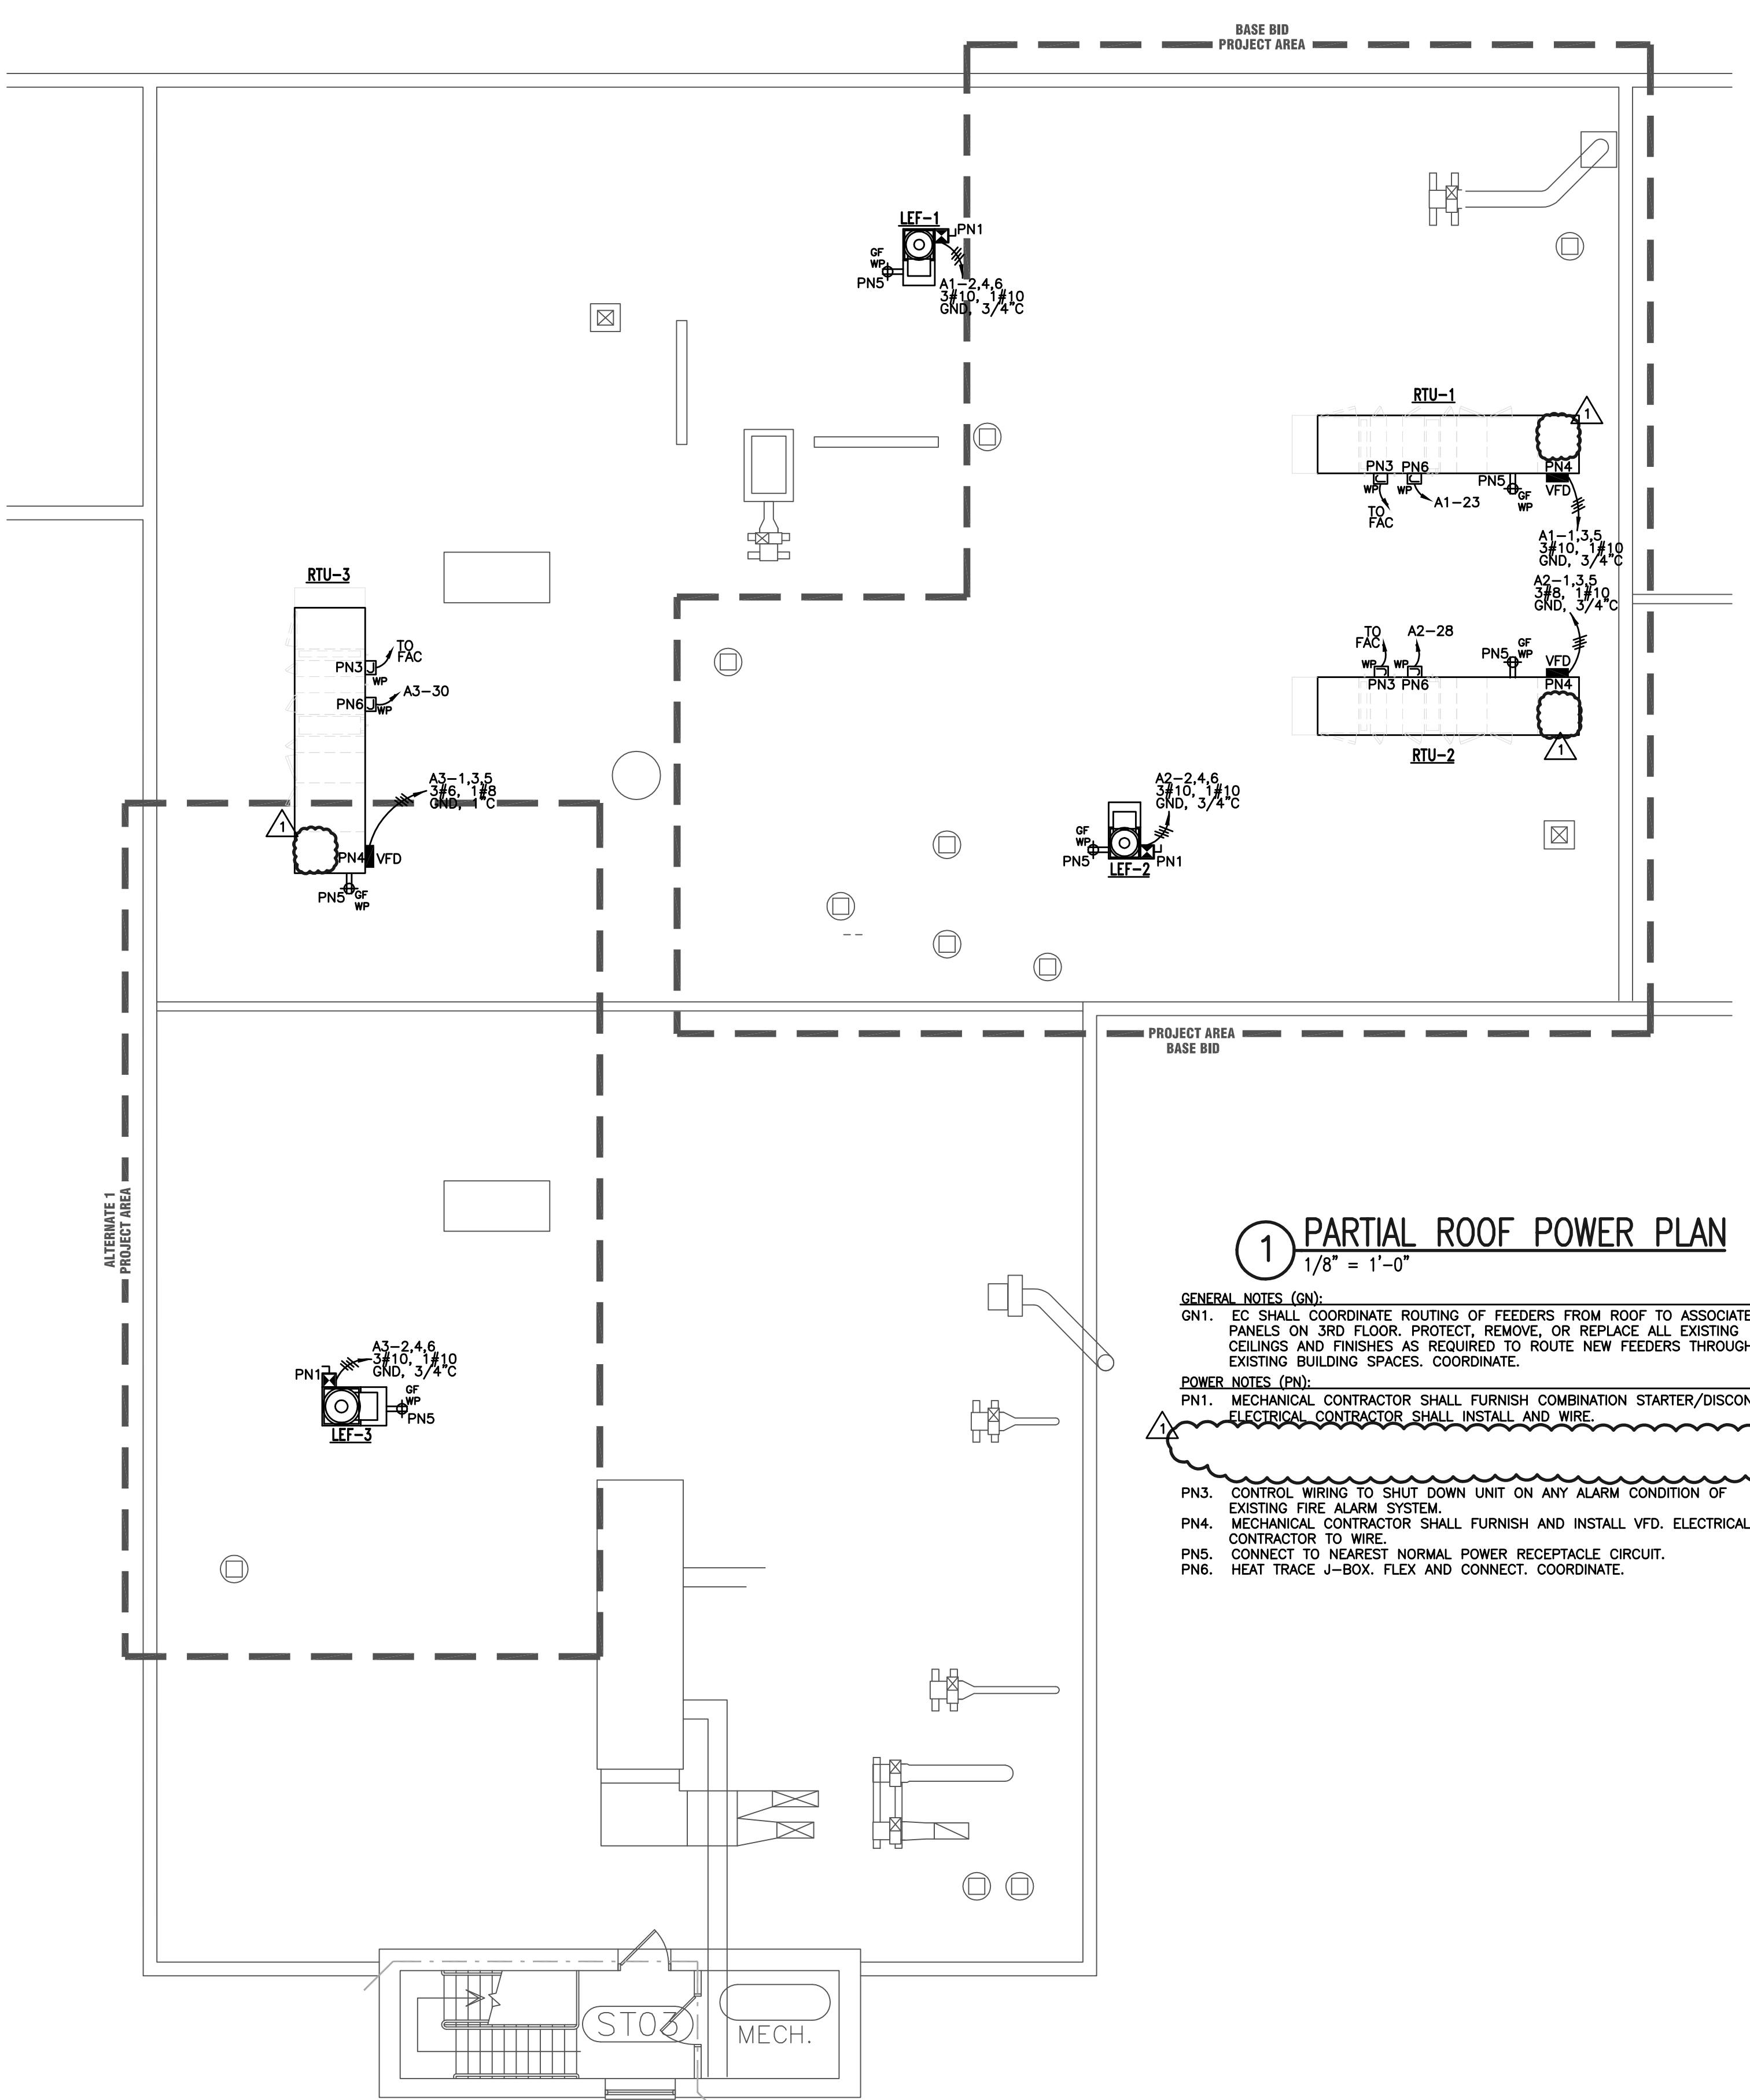 BASE BID
PROJECT AREA
LEF-1
PN1
GF
WP
PN5
A1-2,4,6
3#10, 1#10
GND, 3/4"C
RTU-1
1
PN3 PN6
PN5
PN4
WP
WP
GF
WP
VFD
TO
FAC
A1-23
A1-1,3,5
3#10, 1#10
GND, 3/4"C
A2-1,3,5
3#8, 1#10
GND, 3/4"C
TO
FAC
A2-28
WP
WP
PN5
GF
WP
VFD
PN3 PN6
PN4
RTU-2
1
RTU-3
PN3
WP
TO
FAC
PN6
WP
A3-30
A3-1,3,5
3#6, 1#8
GND, 1"C
1
PN4
VFD
PN5
GF
WP
A2-2,4,6
3#10, 1#10
GND, 3/4"C
GF
WP
PN5
PN1
LEF-2
PROJECT AREA
BASE BID
ALTERNATE 1
PROJECT AREA
A3-2,4,6
3#10, 1#10
GND, 3/4"C
PN1
GF
WP
PN5
LEF-3
1
PARTIAL ROOF POWER PLAN
1/8" = 1'-0"
GENERAL NOTES (GN):
GN1. EC SHALL COORDINATE ROUTING OF FEEDERS FROM ROOF TO ASSOCIATE
PANELS ON 3RD FLOOR. PROTECT, REMOVE, OR REPLACE ALL EXISTING
CEILINGS AND FINISHES AS REQUIRED TO ROUTE NEW FEEDERS THROUGH
EXISTING BUILDING SPACES. COORDINATE.
POWER NOTES (PN):
PN1. MECHANICAL CONTRACTOR SHALL FURNISH COMBINATION STARTER/DISCON
ELECTRICAL CONTRACTOR SHALL INSTALL AND WIRE.
1
PN3. CONTROL WIRING TO SHUT DOWN UNIT ON ANY ALARM CONDITION OF
EXISTING FIRE ALARM SYSTEM.
PN4. MECHANICAL CONTRACTOR SHALL FURNISH AND INSTALL VFD. ELECTRICAL
CONTRACTOR TO WIRE.
PN5. CONNECT TO NEAREST NORMAL POWER RECEPTACLE CIRCUIT.
PN6. HEAT TRACE J-BOX. FLEX AND CONNECT. COORDINATE.
ST03
MECH.